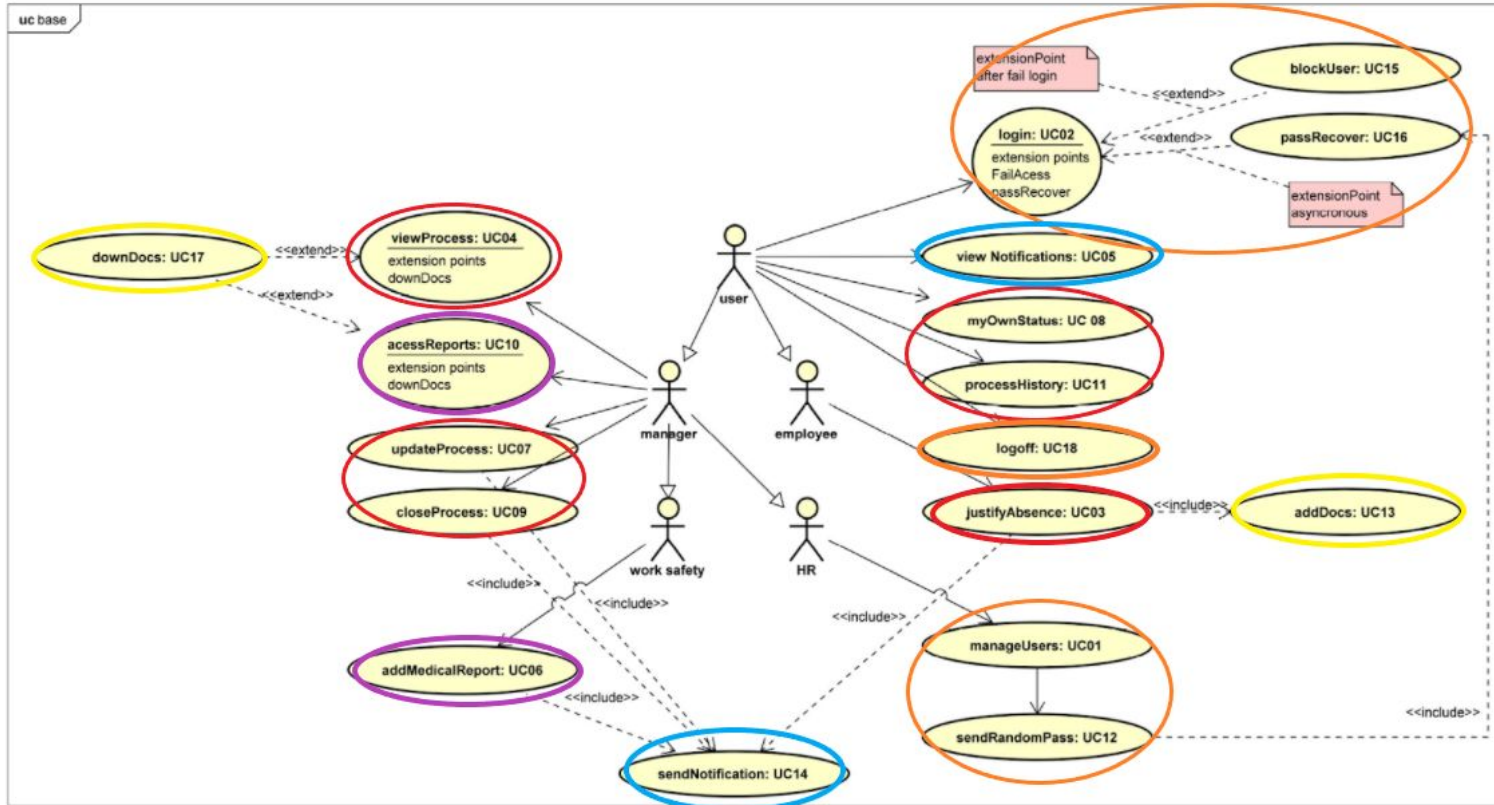 uc base
extensionPoint
after fail login
blockUser: UC15
<<extend>>
login: UC02
extension points
FailAcess
passRecover
<<extend>>
passRecover: UC16
extensionPoint
asyncronous
downDocs: UC17
<<extend>>
<<extend>>
viewProcess: UC04
extension points
downDocs
user
view Notifications: UC05
acessReports: UC10
extension points
downDocs
myOwnStatus: UC 08
processHistory: UC11
manager
employee
updateProcess: UC07
logoff: UC18
closeProcess: UC09
justifyAbsence: UC03
<<include>>
addDocs: UC13
work safety
HR
<<include>>
<<include>>
<<include>>
addMedicalReport: UC06
manageUsers: UC01
<<include>>
<<include>>
sendRandomPass: UC12
sendNotification: UC14